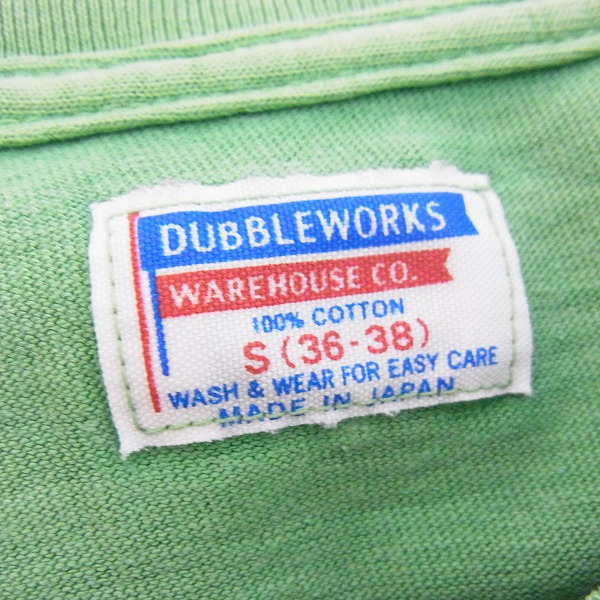 DUBBLEWORKS
WAREHOUSE CO.
100% COTTON
S (36-38)
WASH & WEAR FOR EASY CARE
MADE IN JAPAN